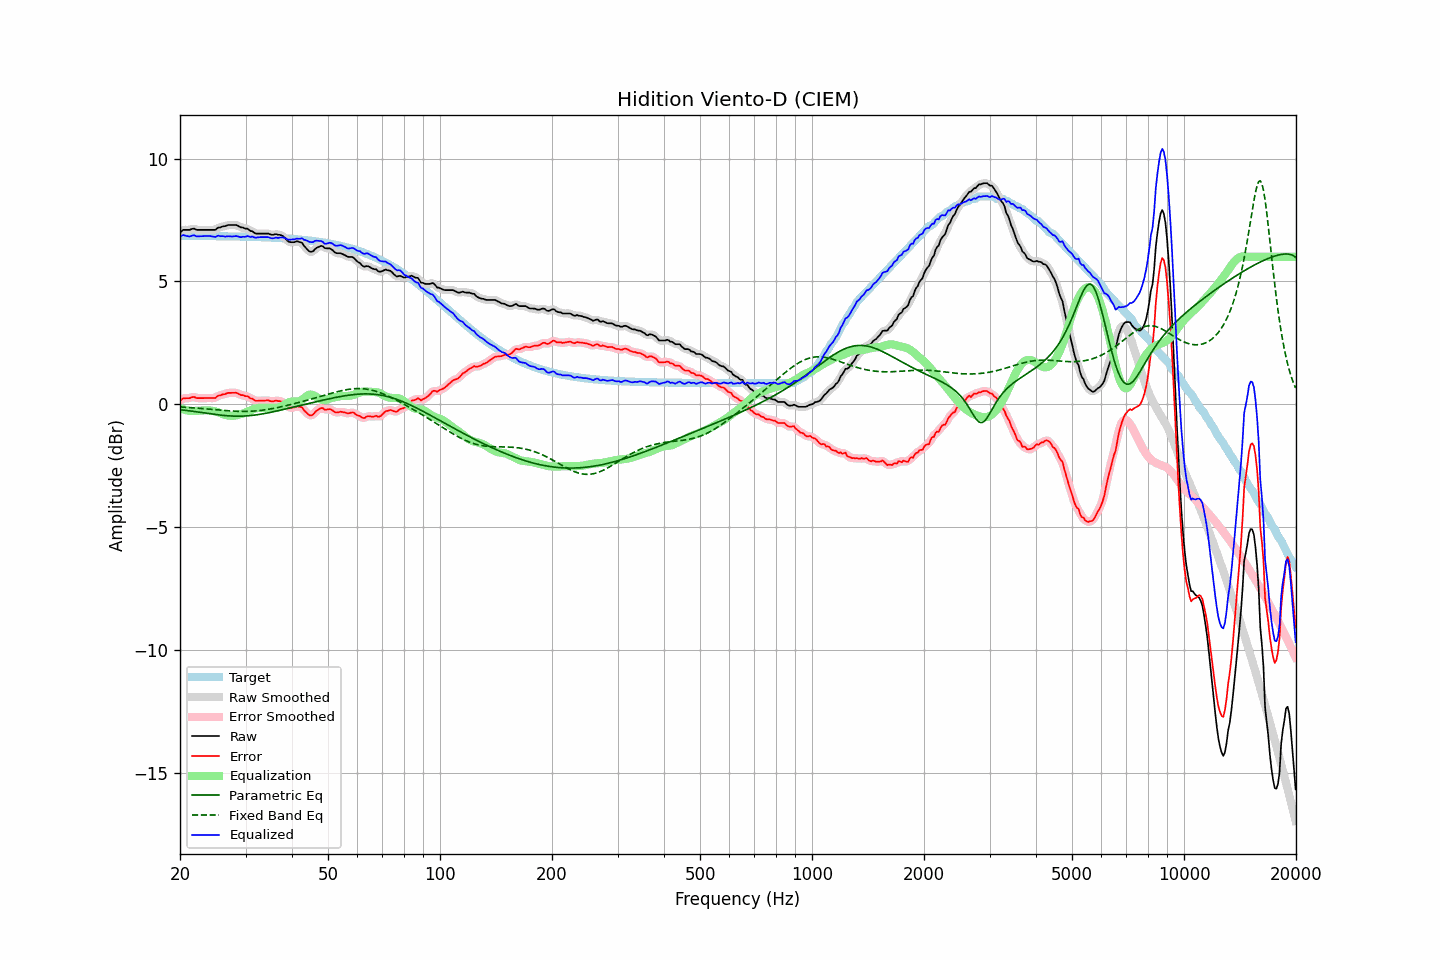 Hidition Viento-D (CIEM)
Amplitude (dBr)
10
5
0
−5
−10
−15
Target
Raw Smoothed
Error Smoothed
Raw
Error
Equalization
Parametric Eq
Fixed Band Eq
Equalized
20 50 100 200 500 1000 2000 5000 10000 20000
Frequency (Hz)